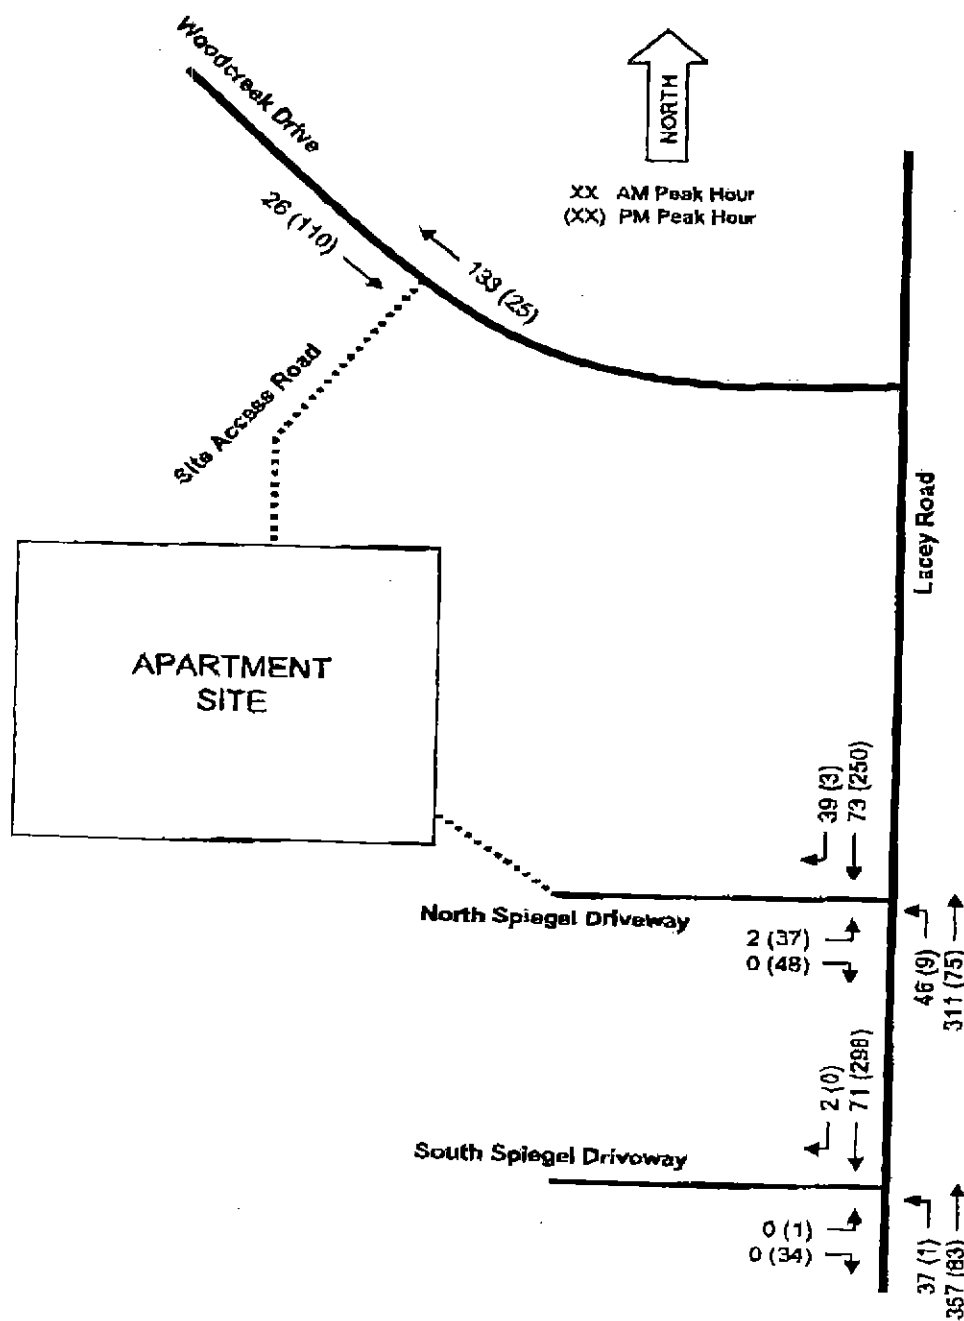 Woodcreek Drive
NORTH
XX AM Peak Hour
(XX) PM Peak Hour
26 (110)
133 (25)
Site Access Road
Lacey Road
APARTMENT
SITE
39 (3)
73 (250)
North Spiegel Driveway
2 (37)
0 (48)
46 (9)
311 (75)
2 (0)
71 (298)
South Spiegel Driveway
0 (1)
0 (34)
37 (1)
357 (83)